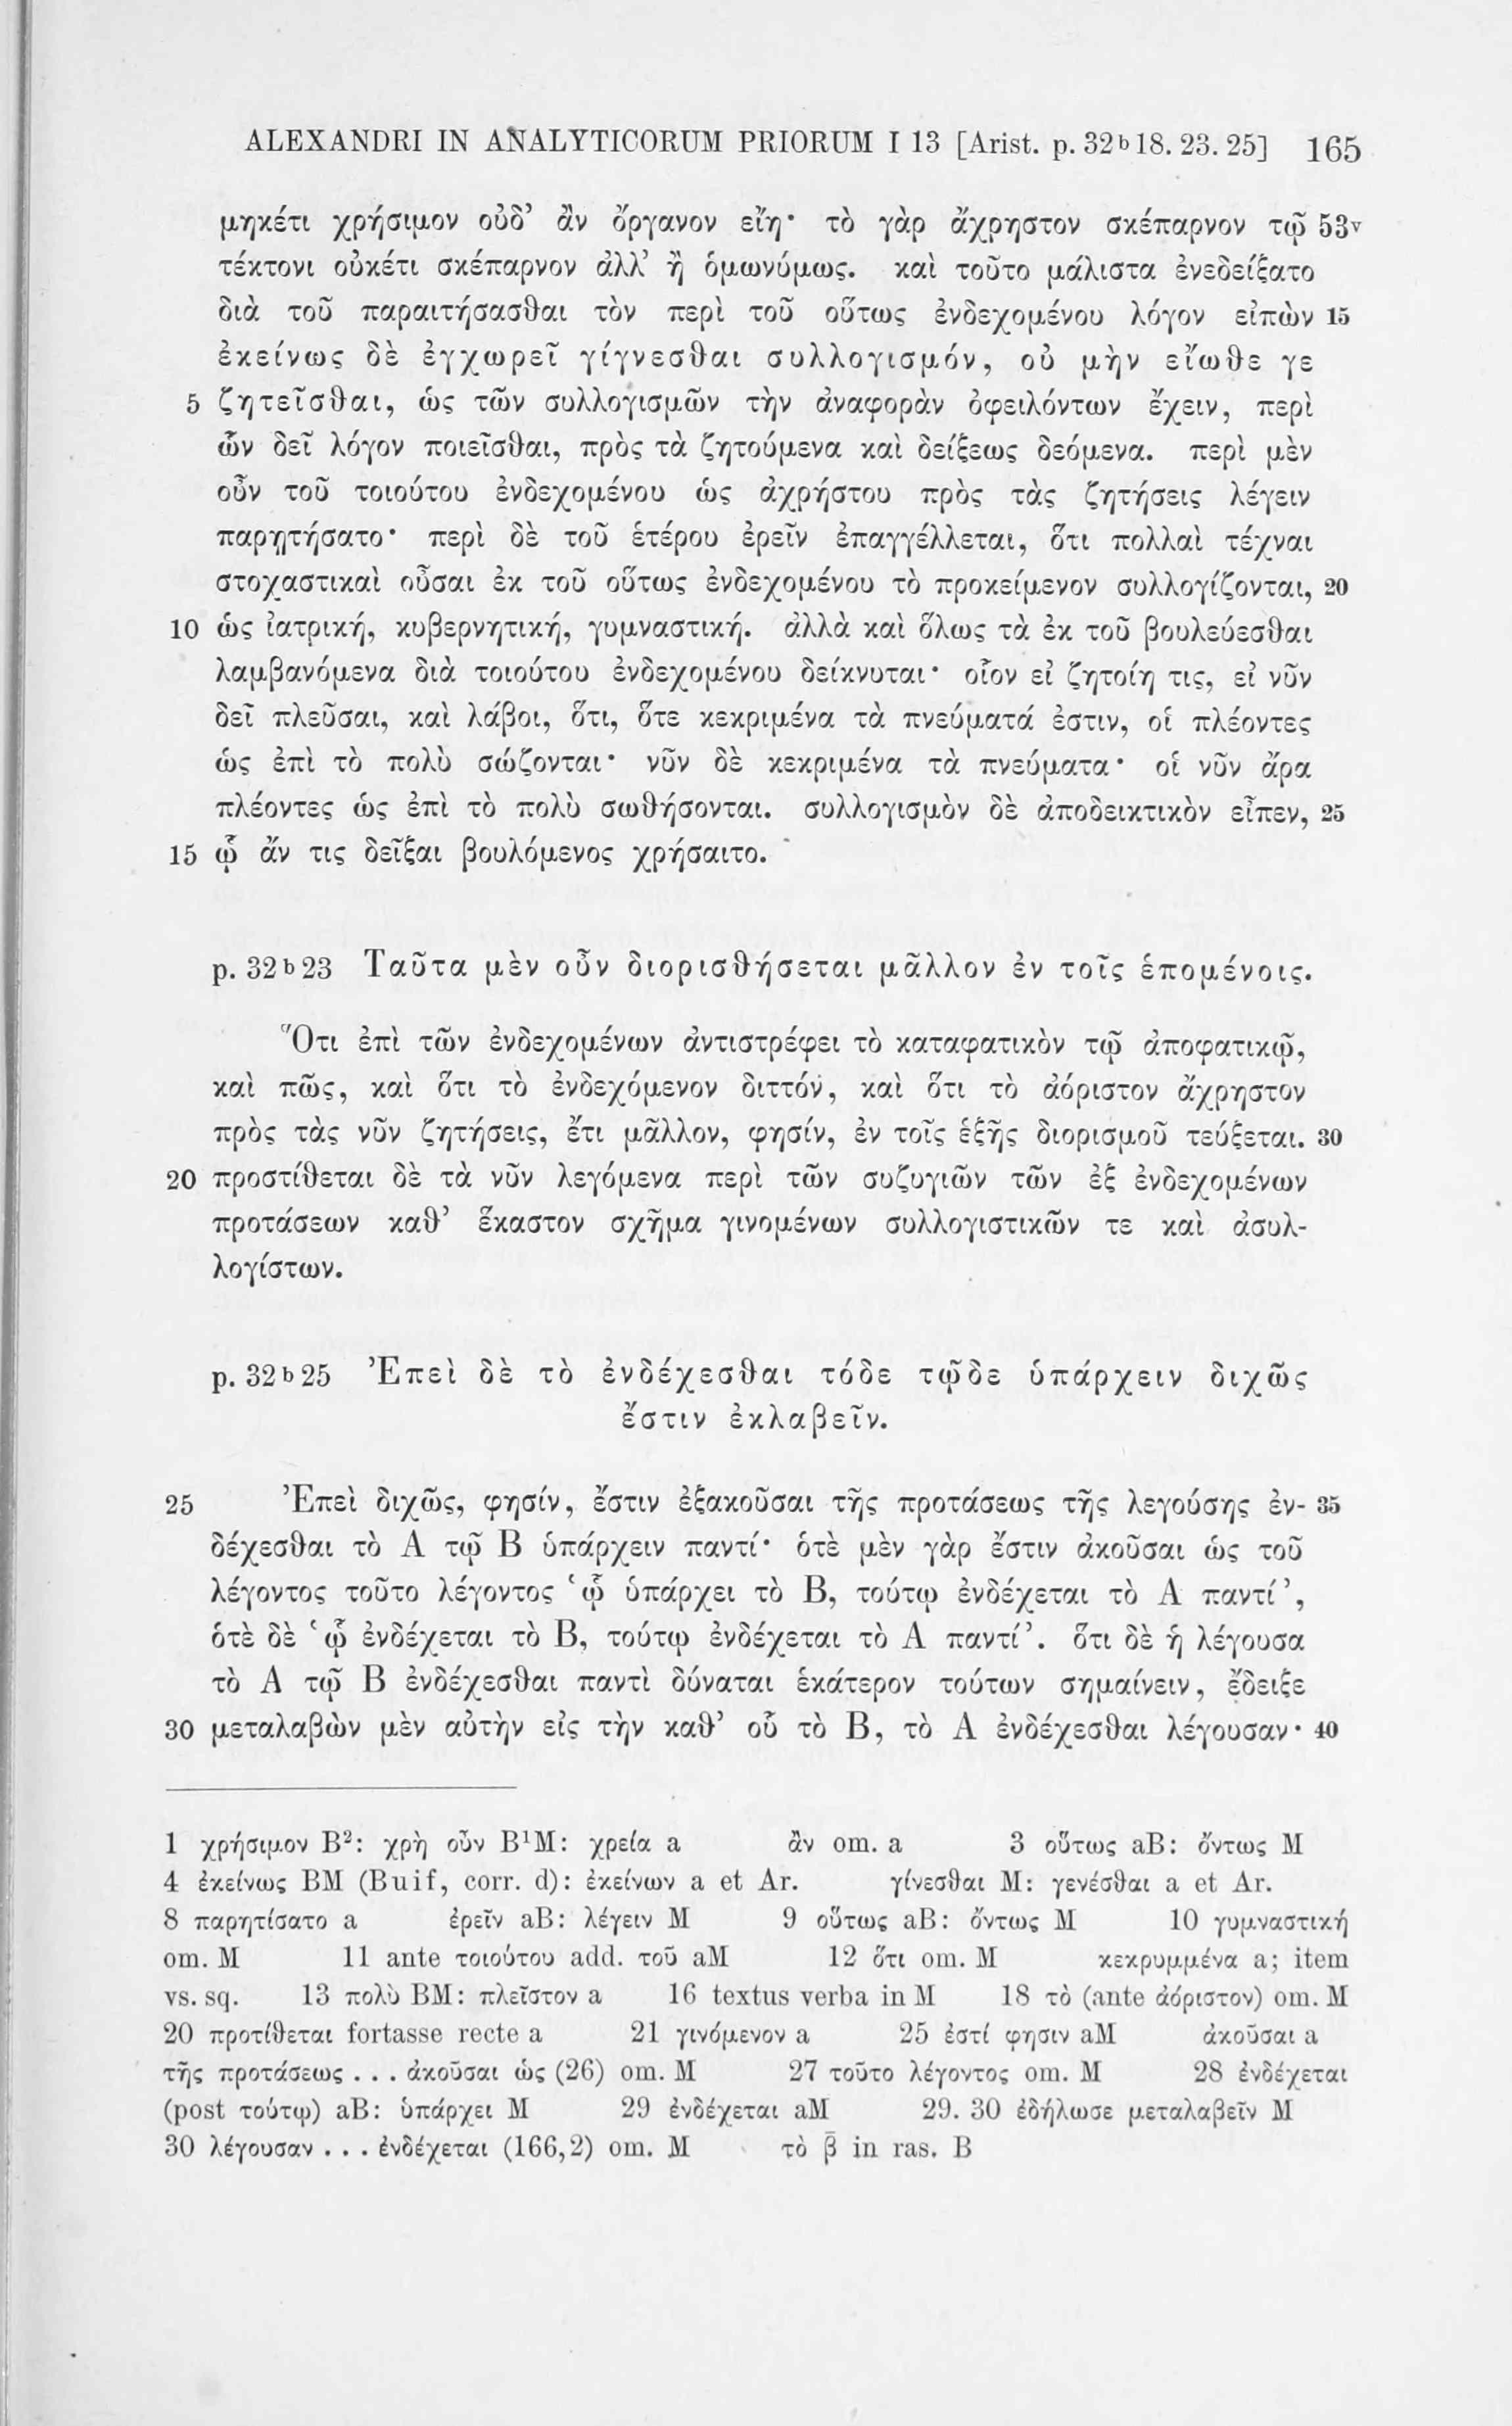 ALEXANDRI IN ANALYTICORUM PRIORUM I 13 [Arist. p. 32ᵇ18. 23. 25] 165
μηκέτι χρήσιμον οὐδ’ ἂν ὄργανον εἴη· τὸ γὰρ ἄχρηστον σκέπαρνον τῷ 53ᵛ
τέκτονι οὐκέτι σκέπαρνον ἀλλ’ ἢ ὁμωνύμως. καὶ τοῦτο μάλιστα ἐνεδείξατο
διὰ τοῦ παραιτήσασθαι τὸν περὶ τοῦ οὕτως ἐνδεχομένου λόγον εἰπὼν 15
ἐκείνως δὲ ἐγχωρεῖ γίγνεσθαι συλλογισμόν, οὐ μὴν εἴωθε γε
5 ζητεῖσθαι, ὡς τῶν συλλογισμῶν τὴν ἀναφορὰν ὀφειλόντων ἔχειν, περὶ
ὧν δεῖ λόγον ποιεῖσθαι, πρὸς τὰ ζητούμενα καὶ δείξεως δεόμενα. περὶ μὲν
οὖν τοῦ τοιούτου ἐνδεχομένου ὡς ἀχρήστου πρὸς τὰς ζητήσεις λέγειν
παρῃτήσατο· περὶ δὲ τοῦ ἑτέρου ἐρεῖν ἐπαγγέλλεται, ὅτι πολλαὶ τέχναι
στοχαστικαὶ οὖσαι ἐκ τοῦ οὕτως ἐνδεχομένου τὸ προκείμενον συλλογίζονται, 20
10 ὡς ἰατρική, κυβερνητική, γυμναστική. ἀλλὰ καὶ ὅλως τὰ ἐκ τοῦ βουλεύεσθαι
λαμβανόμενα διὰ τοιούτου ἐνδεχομένου δείκνυται· οἷον εἰ ζητοίη τις, εἰ νῦν
δεῖ πλεῦσαι, καὶ λάβοι, ὅτι, ὅτε κεκριμένα τὰ πνεύματά ἐστιν, οἱ πλέοντες
ὡς ἐπὶ τὸ πολὺ σώζονται· νῦν δὲ κεκριμένα τὰ πνεύματα· οἱ νῦν ἄρα
πλέοντες ὡς ἐπὶ τὸ πολὺ σωθήσονται. συλλογισμὸν δὲ ἀποδεικτικὸν εἶπεν, 25
15 ᾧ ἄν τις δεῖξαι βουλόμενος χρήσαιτο.
p. 32ᵇ23 Ταῦτα μὲν οὖν διορισθήσεται μᾶλλον ἐν τοῖς ἑπομένοις.
Ὅτι ἐπὶ τῶν ἐνδεχομένων ἀντιστρέφει τὸ καταφατικὸν τῷ ἀποφατικῷ,
καὶ πῶς, καὶ ὅτι τὸ ἐνδεχόμενον διττόν, καὶ ὅτι τὸ ἀόριστον ἄχρηστον
πρὸς τὰς νῦν ζητήσεις, ἔτι μᾶλλον, φησίν, ἐν τοῖς ἑξῆς διορισμοῦ τεύξεται. 30
20 προστίθεται δὲ τὰ νῦν λεγόμενα περὶ τῶν συζυγιῶν τῶν ἐξ ἐνδεχομένων
προτάσεων καθ’ ἕκαστον σχῆμα γινομένων συλλογιστικῶν τε καὶ ἀσυλ-
λογίστων.
p. 32ᵇ25 Ἐπεὶ δὲ τὸ ἐνδέχεσθαι τόδε τῷδε ὑπάρχειν διχῶς
ἔστιν ἐκλαβεῖν.
25 Ἐπεὶ διχῶς, φησίν, ἔστιν ἐξακοῦσαι τῆς προτάσεως τῆς λεγούσης ἐν- 35
δέχεσθαι τὸ Α τῷ Β ὑπάρχειν παντί· ὁτὲ μὲν γὰρ ἔστιν ἀκοῦσαι ὡς τοῦ
λέγοντος τοῦτο λέγοντος ‘ᾧ ὑπάρχει τὸ Β, τούτῳ ἐνδέχεται τὸ Α παντί’,
ὁτὲ δὲ ‘ᾧ ἐνδέχεται τὸ Β, τούτῳ ἐνδέχεται τὸ Α παντί’. ὅτι δὲ ἡ λέγουσα
τὸ Α τῷ Β ἐνδέχεσθαι παντὶ δύναται ἑκάτερον τούτων σημαίνειν, ἔδειξε
30 μεταλαβὼν μὲν αὐτὴν εἰς τὴν καθ’ οὗ τὸ Β, τὸ Α ἐνδέχεσθαι λέγουσαν· 40
1 χρήσιμον B²: χρὴ οὖν B¹M: χρεία a ἂν om. a 3 οὕτως aB: ὄντως M
4 ἐκείνως BM (Buif, corr. d): ἐκείνων a et Ar. γίνεσθαι M: γενέσθαι a et Ar.
8 παρητίσατο a ἐρεῖν aB: λέγειν M 9 οὕτως aB: ὄντως M 10 γυμναστική
om. M 11 ante τοιούτου add. τοῦ aM 12 ὅτι om. M κεκρυμμένα a; item
vs. sq. 13 πολὺ BM: πλεῖστον a 16 textus verba in M 18 τὸ (ante ἀόριστον) om. M
20 προτίθεται fortasse recte a 21 γινόμενον a 25 ἐστί φησιν aM ἀκοῦσαι a
τῆς προτάσεως . . . ἀκοῦσαι ὡς (26) om. M 27 τοῦτο λέγοντος om. M 28 ἐνδέχεται
(post τούτῳ) aB: ὑπάρχει M 29 ἐνδέχεται aM 29. 30 ἐδήλωσε μεταλαβεῖν M
30 λέγουσαν . . . ἐνδέχεται (166,2) om. M τὸ β̄ in ras. B